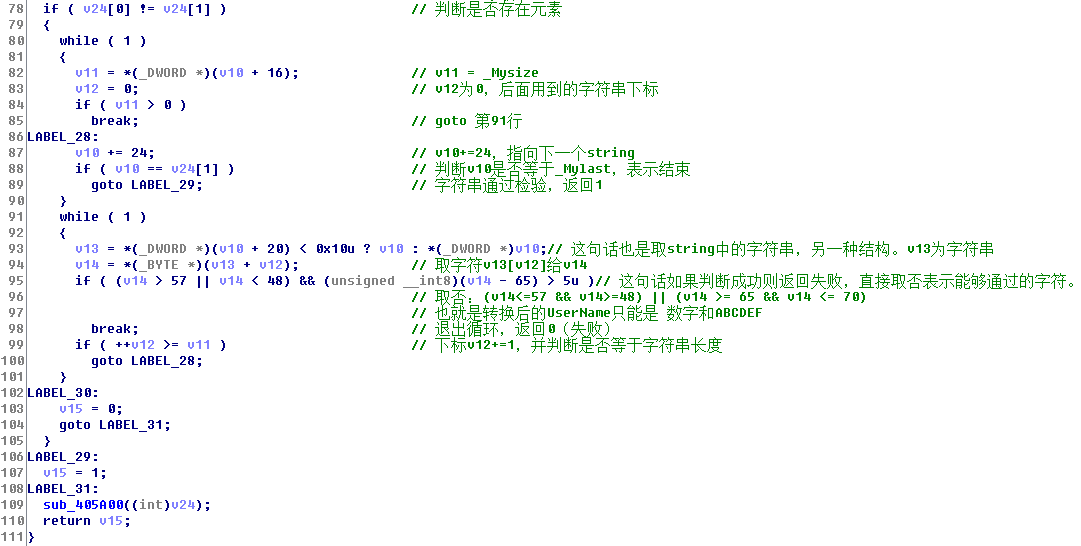 78 if ( v24[0] != v24[1] ) // 判断是否存在元素
79 {
80 while ( 1 )
81 {
82 v11 = *(_DWORD *)(v10 + 16); // v11 = _Mysize
83 v12 = 0; // v12为0，后面用到的字符串下标
84 if ( v11 > 0 )
85 break; // goto 第91行
86 LABEL_28:
87 v10 += 24; // v10+=24，指向下一个string
88 if ( v10 == v24[1] ) // 判断v10是否等于_Mylast，表示结束
89 goto LABEL_29; // 字符串通过检验，返回1
90 }
91 while ( 1 )
92 {
93 v13 = *(_DWORD *)(v10 + 20) < 0x10u ? v10 : *(_DWORD *)v10;// 这句话也是取string中的字符串，另一种结构。v13为字符串
94 v14 = *(_BYTE *)(v13 + v12); // 取字符v13[v12]给v14
95 if ( (v14 > 57 || v14 < 48) && (unsigned __int8)(v14 - 65) > 5u )// 这句话如果判断成功则返回失败，直接取否表示能够通过的字符。
96 // 取否：(v14<=57 && v14>=48) || (v14 >= 65 && v14 <= 70)
97 // 也就是转换后的UserName只能是 数字和ABCDEF
98 break; // 退出循环，返回0（失败）
99 if ( ++v12 >= v11 ) // 下标v12+=1，并判断是否等于字符串长度
100 goto LABEL_28;
101 }
102 LABEL_30:
103 v15 = 0;
104 goto LABEL_31;
105 }
106 LABEL_29:
107 v15 = 1;
108 LABEL_31:
109 sub_405A00((int)v24);
110 return v15;
111 }